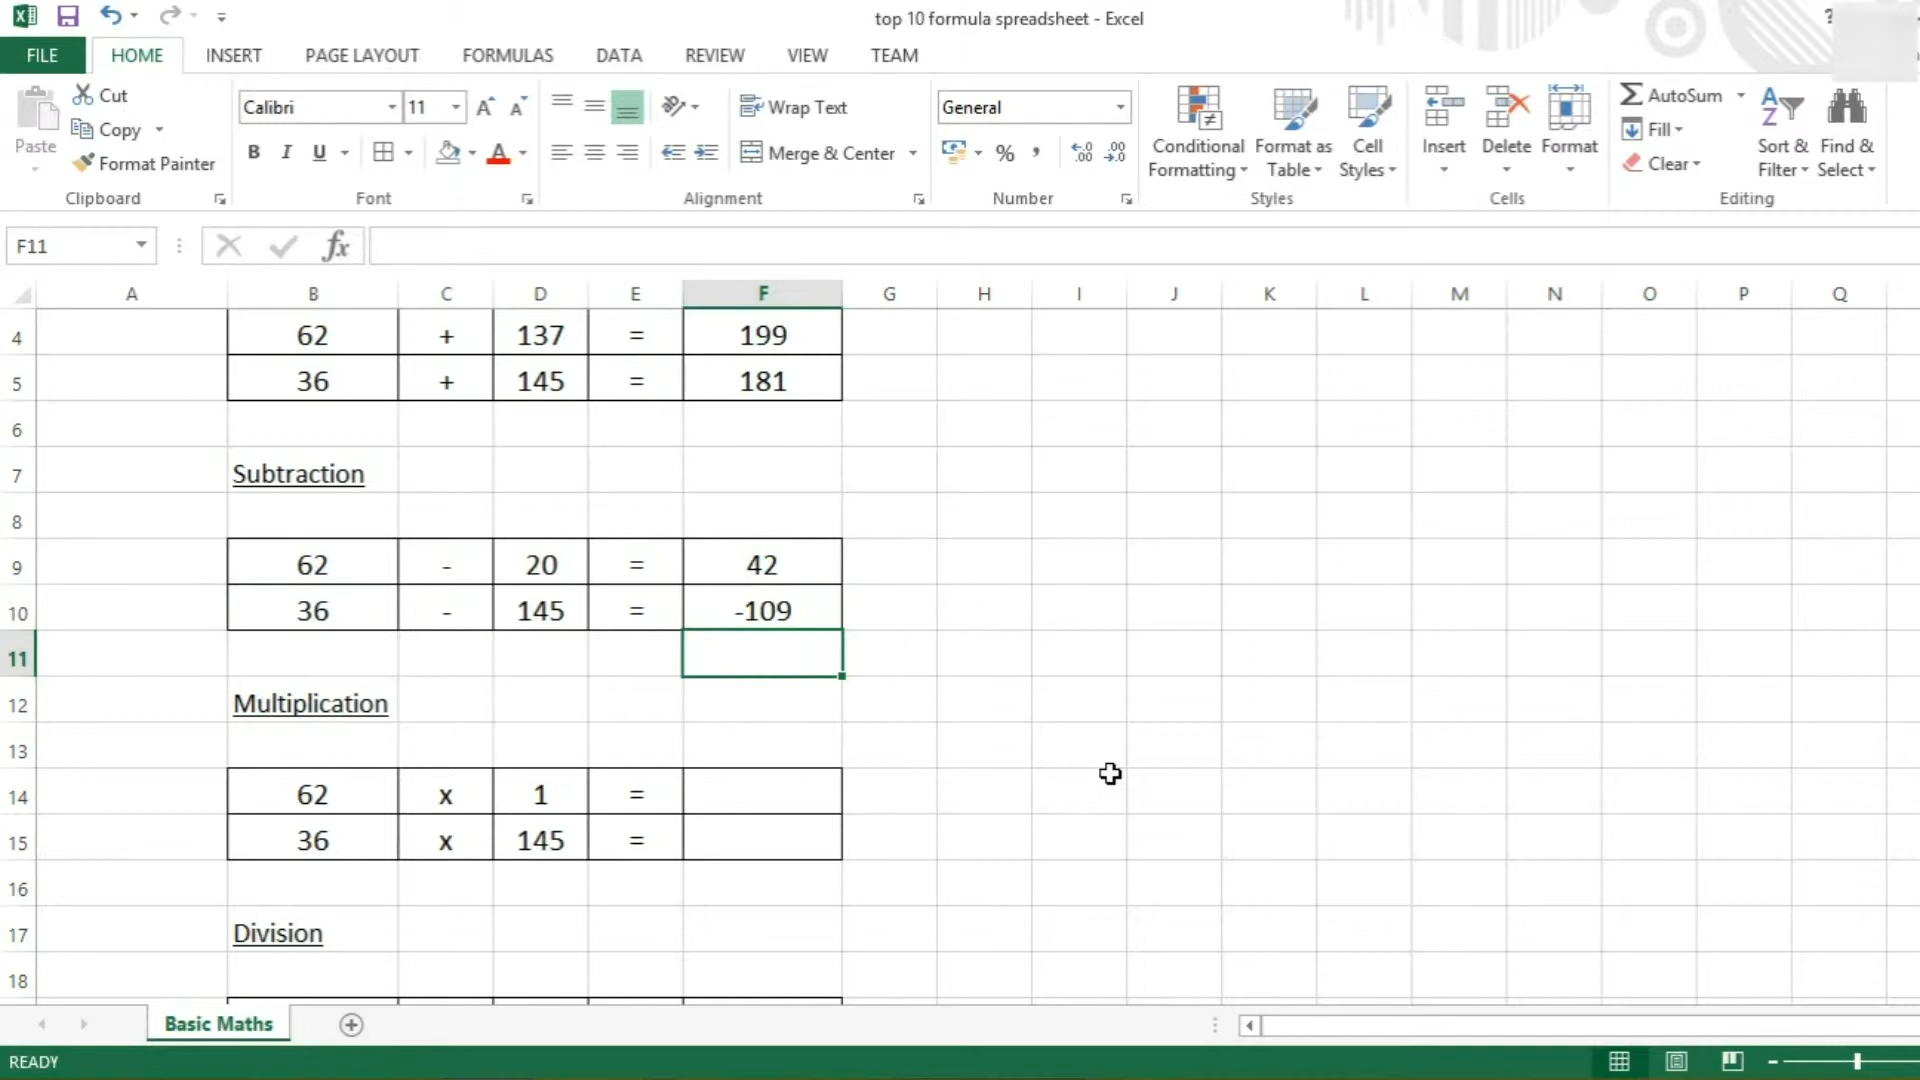 top 10 formula spreadsheet - Excel
?
FILE HOME INSERT PAGE LAYOUT FORMULAS DATA REVIEW VIEW TEAM
Paste
Cut
Copy
Format Painter
Clipboard
Calibri 11
B I U
Font
Wrap Text
Merge & Center
Alignment
General
%
Number
Conditional Formatting
Format as Table
Cell Styles
Styles
Insert Delete Format
Cells
AutoSum
Fill
Clear
Sort & Filter
Find & Select
Editing
F11 fx
A B C D E F G H I J K L M N O P Q
4 62 + 137 = 199
5 36 + 145 = 181
6
7 Subtraction
8
9 62 - 20 = 42
10 36 - 145 = -109
11
12 Multiplication
13
14 62 x 1 =
15 36 x 145 =
16
17 Division
18
Basic Maths
READY